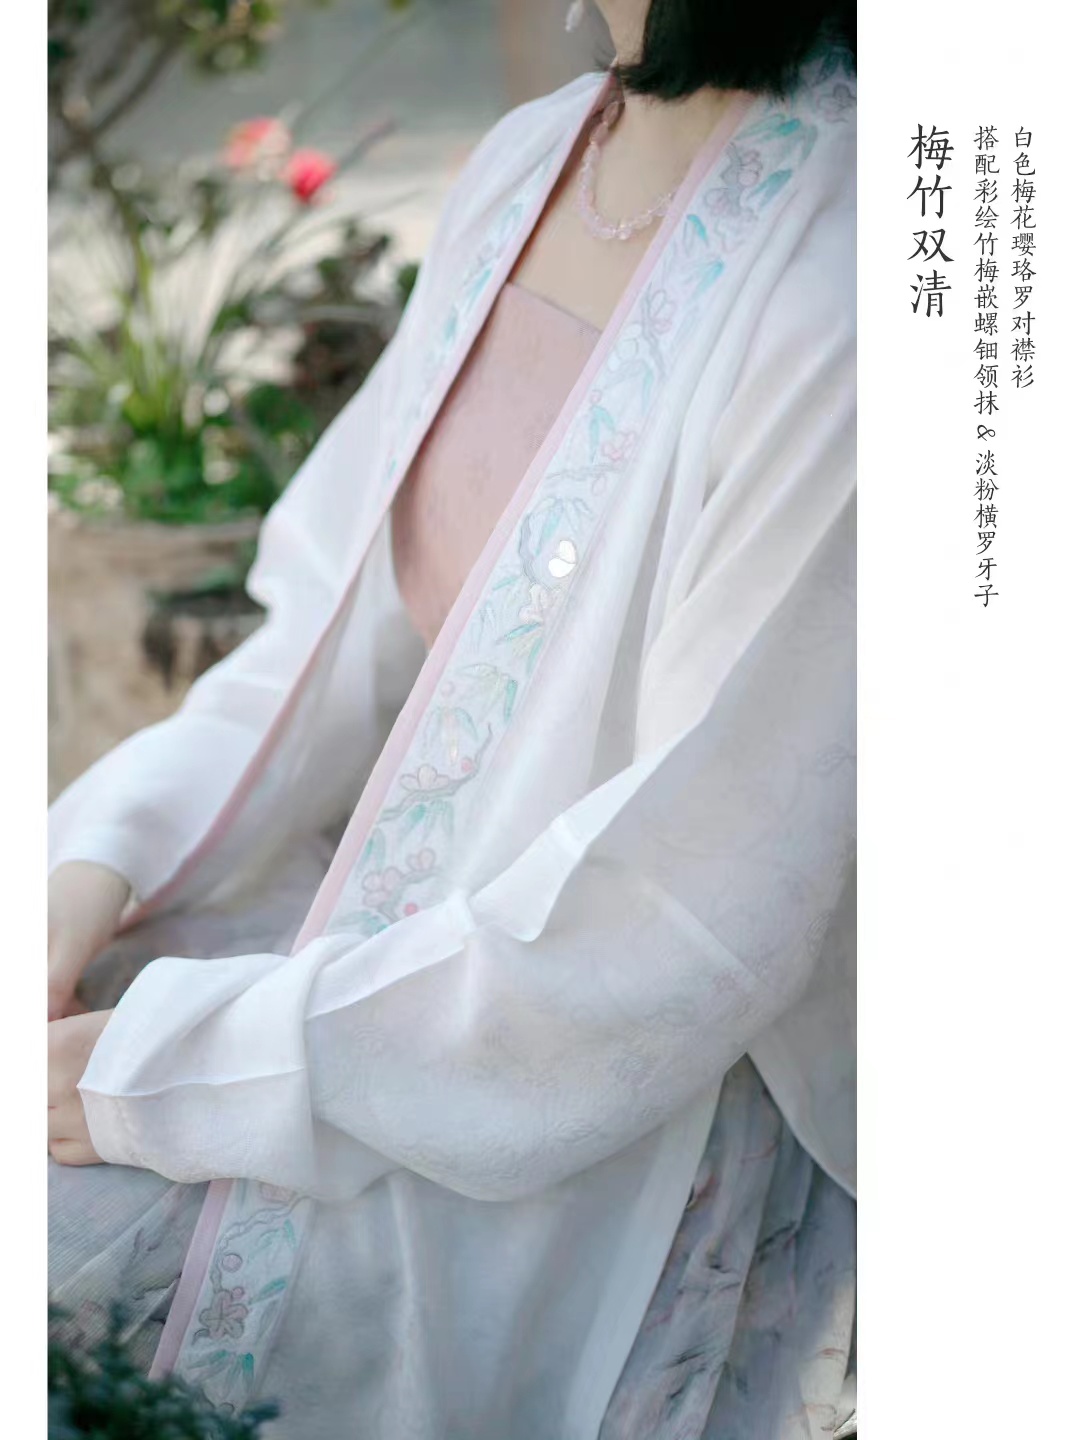 白色梅花璎珞罗对襟衫
搭配彩绘竹梅嵌螺钿领抹&淡粉横罗牙子
梅竹双清